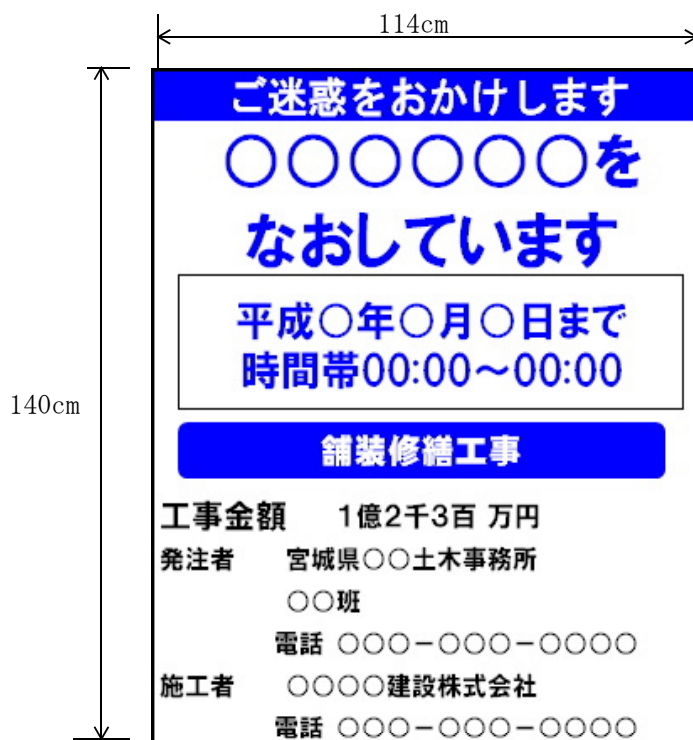 114cm
ご迷惑をおかけします
○○○○○○を
なおしています
平成○年○月○日まで
時間帯00:00～00:00
140cm
舗装修繕工事
工事金額 1億2千3百 万円
発注者 宮城県○○土木事務所
○○班
電話 ○○○－○○○－○○○○
施工者 ○○○○建設株式会社
電話 ○○○－○○○－○○○○